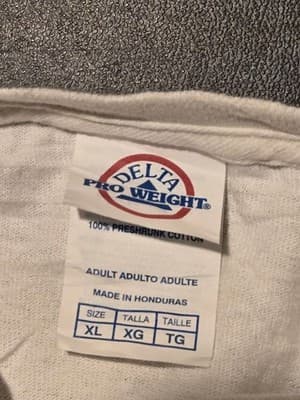 DELTA
PRO WEIGHT®
100% PRESHRUNK COTTON
ADULT ADULTO ADULTE
MADE IN HONDURAS
SIZE TALLA TAILLE
XL XG TG